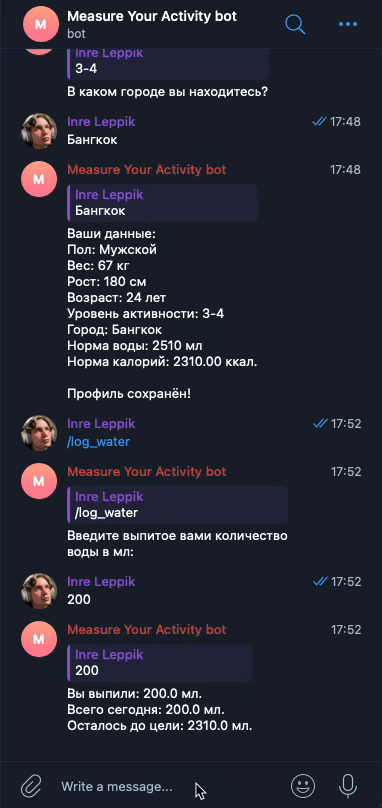 M
Measure Your Activity bot
bot
Inre Leppik
3-4
В каком городе вы находитесь?
Inre Leppik
17:48
Бангкок
Measure Your Activity bot
17:48
M
Inre Leppik
Бангкок
Ваши данные:
Пол: Мужской
Вес: 67 кг
Рост: 180 см
Возраст: 24 лет
Уровень активности: 3-4
Город: Бангкок
Норма воды: 2510 мл
Норма калорий: 2310.00 ккал.
Профиль сохранён!
Inre Leppik
17:52
/log_water
Measure Your Activity bot
17:52
M
Inre Leppik
/log_water
Введите выпитое вами количество
воды в мл:
Inre Leppik
17:52
200
Measure Your Activity bot
17:52
M
Inre Leppik
200
Вы выпили: 200.0 мл.
Всего сегодня: 200.0 мл.
Осталось до цели: 2310.0 мл.
Write a message...